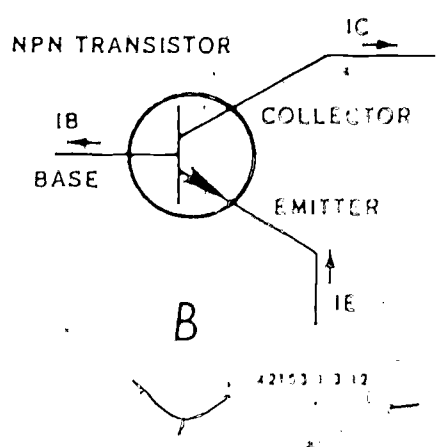 NPN TRANSISTOR
IC
COLLECTOR
IB
BASE
EMITTER
IE
B